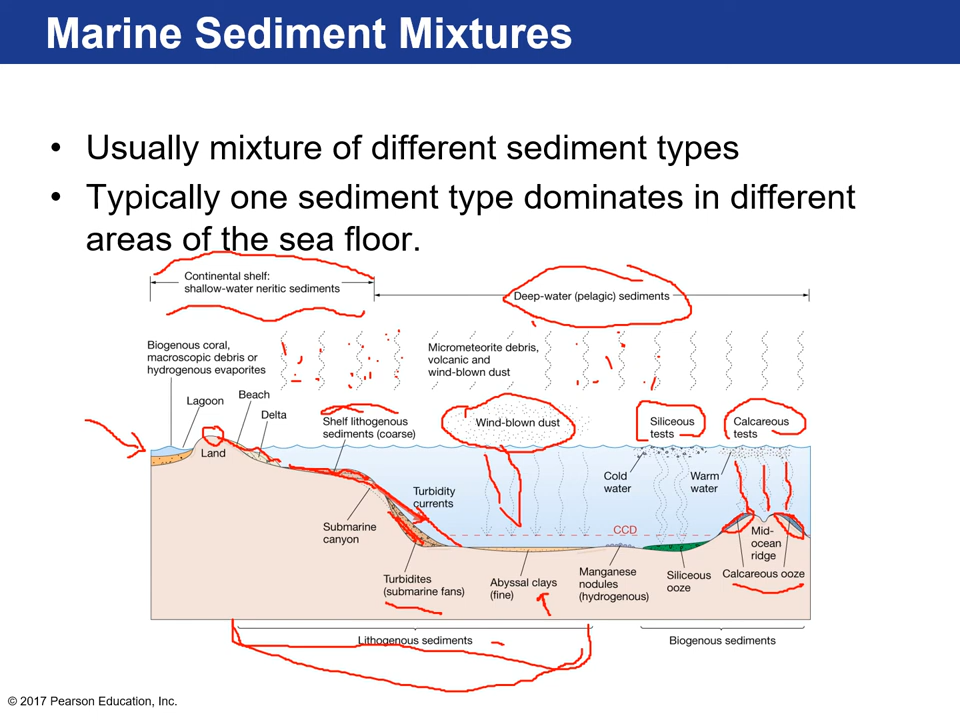 Marine Sediment Mixtures
• Usually mixture of different sediment types
• Typically one sediment type dominates in different
areas of the sea floor.
Continental shelf:
shallow-water neritic sediments
Deep-water (pelagic) sediments
Biogenous coral,
macroscopic debris or
hydrogenous evaporites
Micrometeorite debris,
volcanic and
wind-blown dust
Lagoon
Beach
Delta
Shelf lithogenous
sediments (coarse)
Wind-blown dust
Siliceous
tests
Calcareous
tests
Land
Cold
water
Warm
water
Turbidity
currents
Submarine
canyon
CCD
Mid-
ocean
ridge
Turbidites
(submarine fans)
Abyssal clays
(fine)
Manganese
nodules
(hydrogenous)
Siliceous
ooze
Calcareous ooze
Lithogenous sediments
Biogenous sediments
© 2017 Pearson Education, Inc.